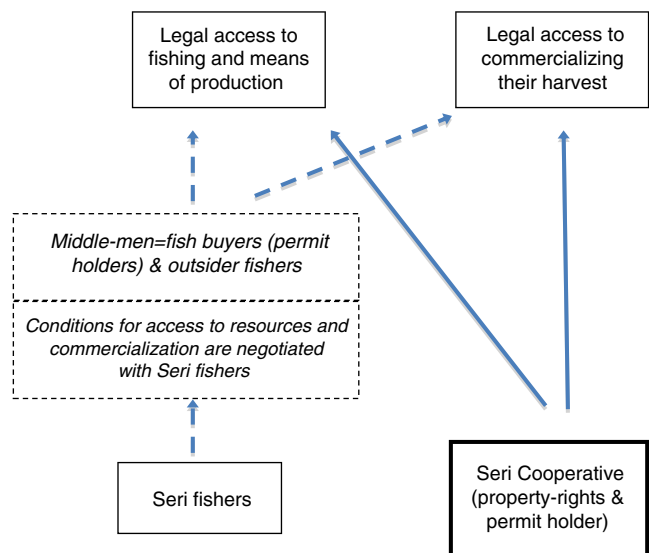 Legal access to
fishing and means
of production
Legal access to
commercializing
their harvest
Middle-men=fish buyers (permit
holders) & outsider fishers
Conditions for access to resources and
commercialization are negotiated
with Seri fishers
Seri fishers
Seri Cooperative
(property-rights &
permit holder)